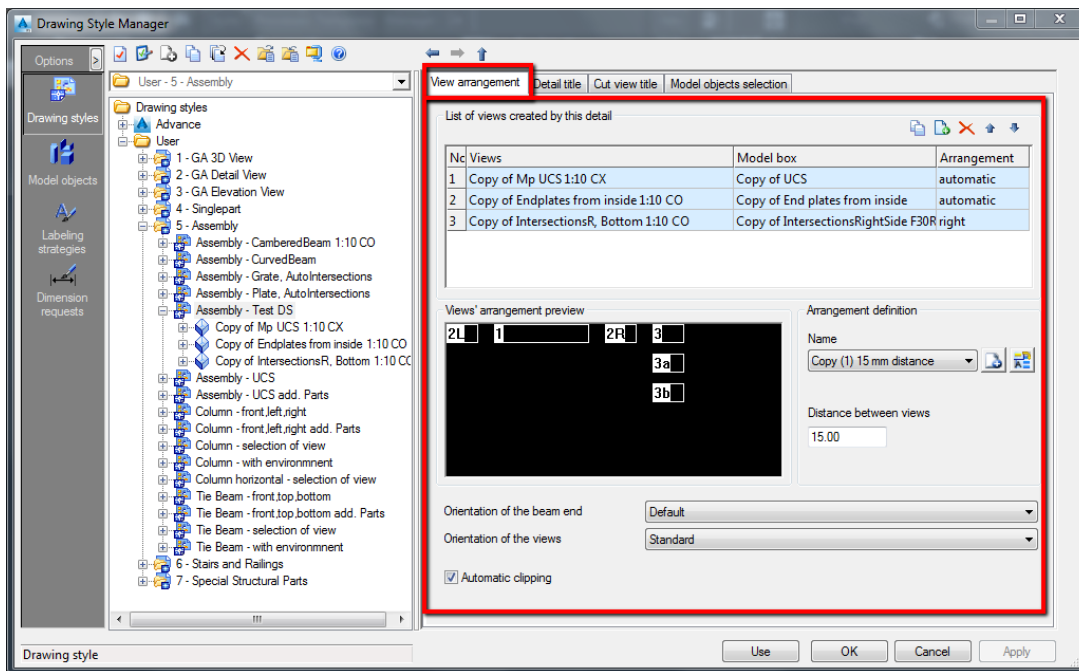 Drawing Style Manager
Options
>
Drawing styles
Model objects
Labeling
strategies
Dimension
requests
User - 5 - Assembly
Drawing styles
Advance
User
1 - GA 3D View
2 - GA Detail View
3 - GA Elevation View
4 - Singlepart
5 - Assembly
Assembly - CamberedBeam 1:10 CO
Assembly - CurvedBeam
Assembly - Grate, AutoIntersections
Assembly - Plate, AutoIntersections
Assembly - Test DS
Copy of Mp UCS 1:10 CX
Copy of Endplates from inside 1:10 CO
Copy of IntersectionsR, Bottom 1:10 CO
Assembly - UCS
Assembly - UCS add. Parts
Column - front,left,right
Column - front,left,right add. Parts
Column - selection of view
Column - with environmnent
Column horizontal - selection of view
Tie Beam - front,top,bottom
Tie Beam - front,top,bottom add. Parts
Tie Beam - selection of view
Tie Beam - with environmnent
6 - Stairs and Railings
7 - Special Structural Parts
View arrangement Detail title Cut view title Model objects selection
List of views created by this detail
Nc Views Model box Arrangement
1 Copy of Mp UCS 1:10 CX Copy of UCS automatic
2 Copy of Endplates from inside 1:10 CO Copy of End plates from inside automatic
3 Copy of IntersectionsR, Bottom 1:10 CO Copy of IntersectionsRightSide F30R right
Views' arrangement preview
2L 1 2R 3
3a
3b
Arrangement definition
Name
Copy (1) 15 mm distance
Distance between views
15.00
Orientation of the beam end Default
Orientation of the views Standard
Automatic clipping
Drawing style
Use OK Cancel Apply